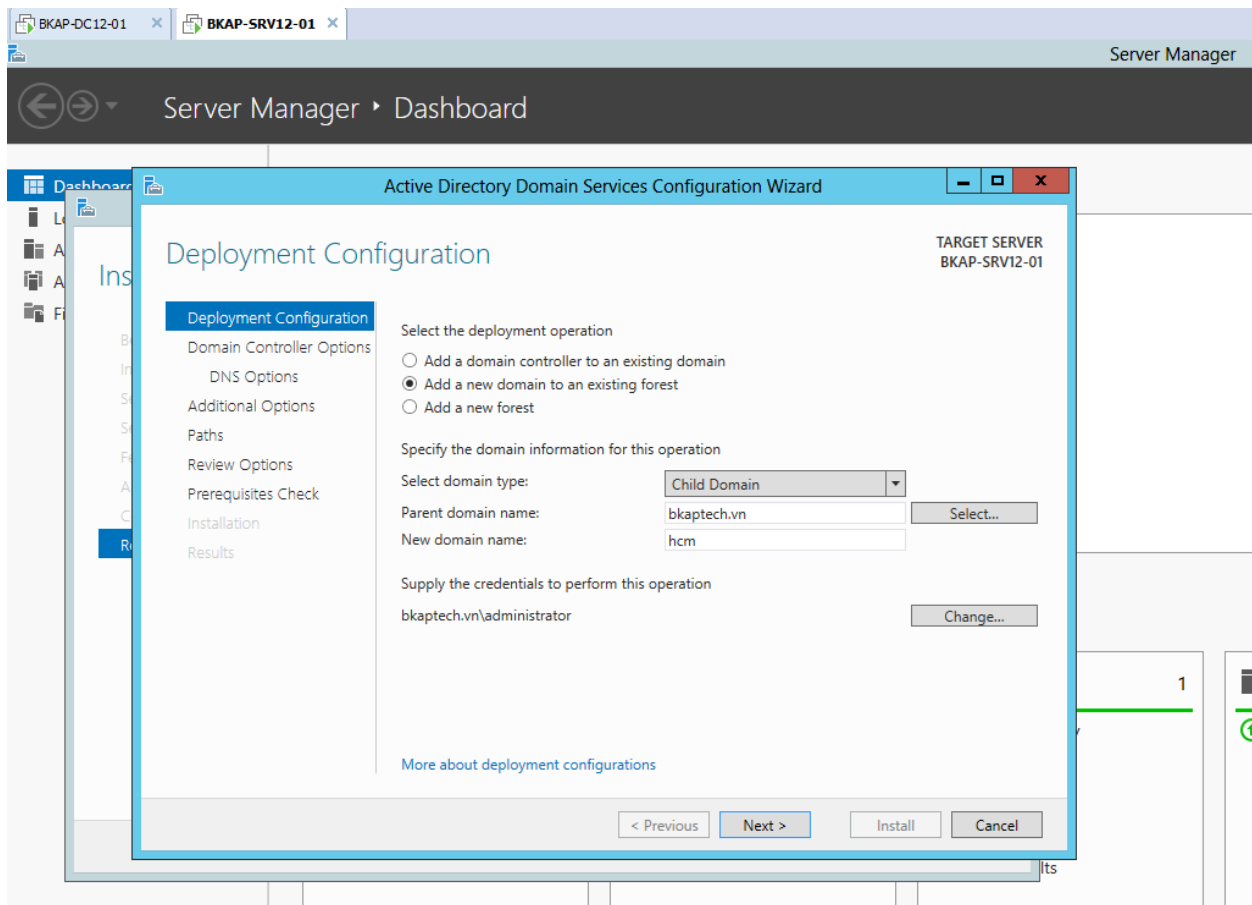 BKAP-DC12-01
BKAP-SRV12-01
Server Manager
Server Manager ‣ Dashboard
Dashboard
Active Directory Domain Services Configuration Wizard
Deployment Configuration
TARGET SERVER
BKAP-SRV12-01
Ins
Deployment Configuration
Domain Controller Options
DNS Options
Additional Options
Paths
Review Options
Prerequisites Check
Installation
Results
Select the deployment operation
Add a domain controller to an existing domain
Add a new domain to an existing forest
Add a new forest
Specify the domain information for this operation
Select domain type:
Child Domain
Parent domain name:
bkaptech.vn
Select...
New domain name:
hcm
Supply the credentials to perform this operation
bkaptech.vn\administrator
Change...
1
More about deployment configurations
< Previous
Next >
Install
Cancel
lts